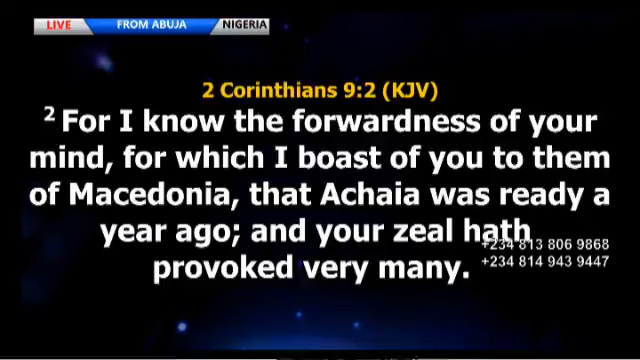 LIVE FROM ABUJA NIGERIA
2 Corinthians 9:2 (KJV)
2 For I know the forwardness of your
mind, for which I boast of you to them
of Macedonia, that Achaia was ready a
year ago; and your zeal hath
provoked very many.
+234 813 806 9868
+234 814 943 9447